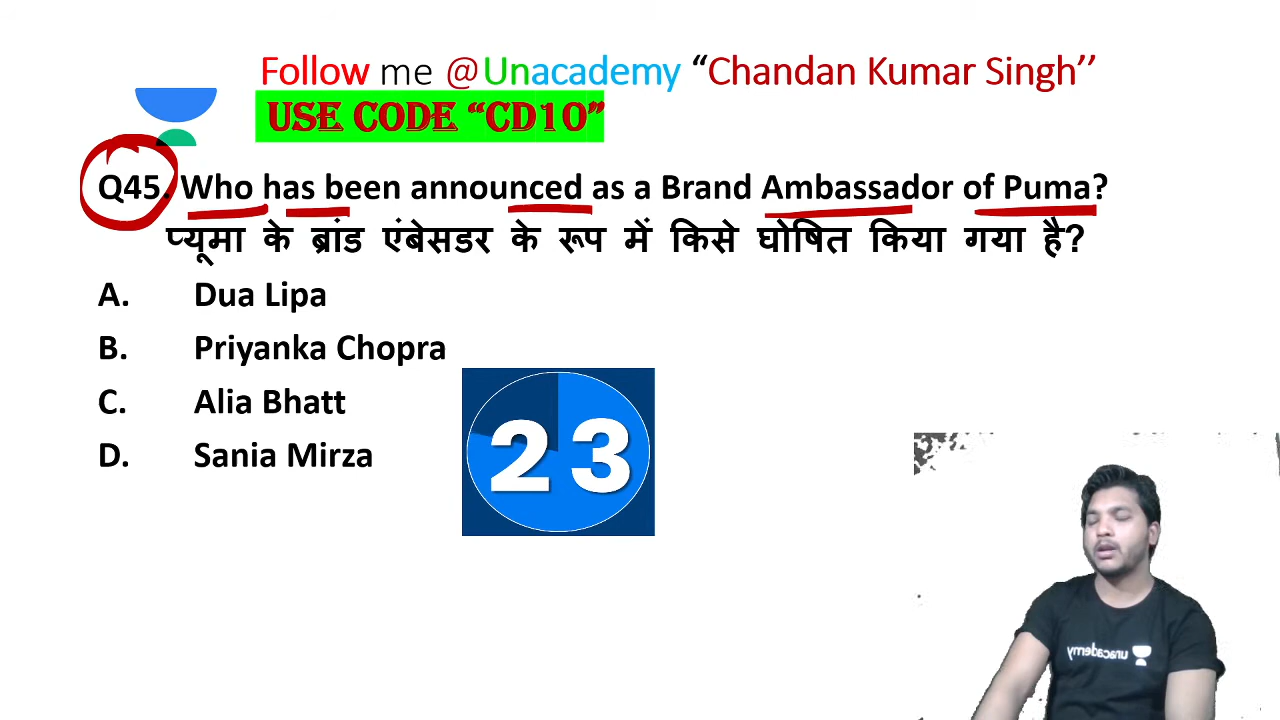 Follow me @Unacademy “Chandan Kumar Singh’’
USE CODE “CD10”
Q45. Who has been announced as a Brand Ambassador of Puma?
प्यूमा के ब्रांड एंबेसडर के रूप में किसे घोषित किया गया है?
A. Dua Lipa
B. Priyanka Chopra
C. Alia Bhatt
D. Sania Mirza
23
unacademy